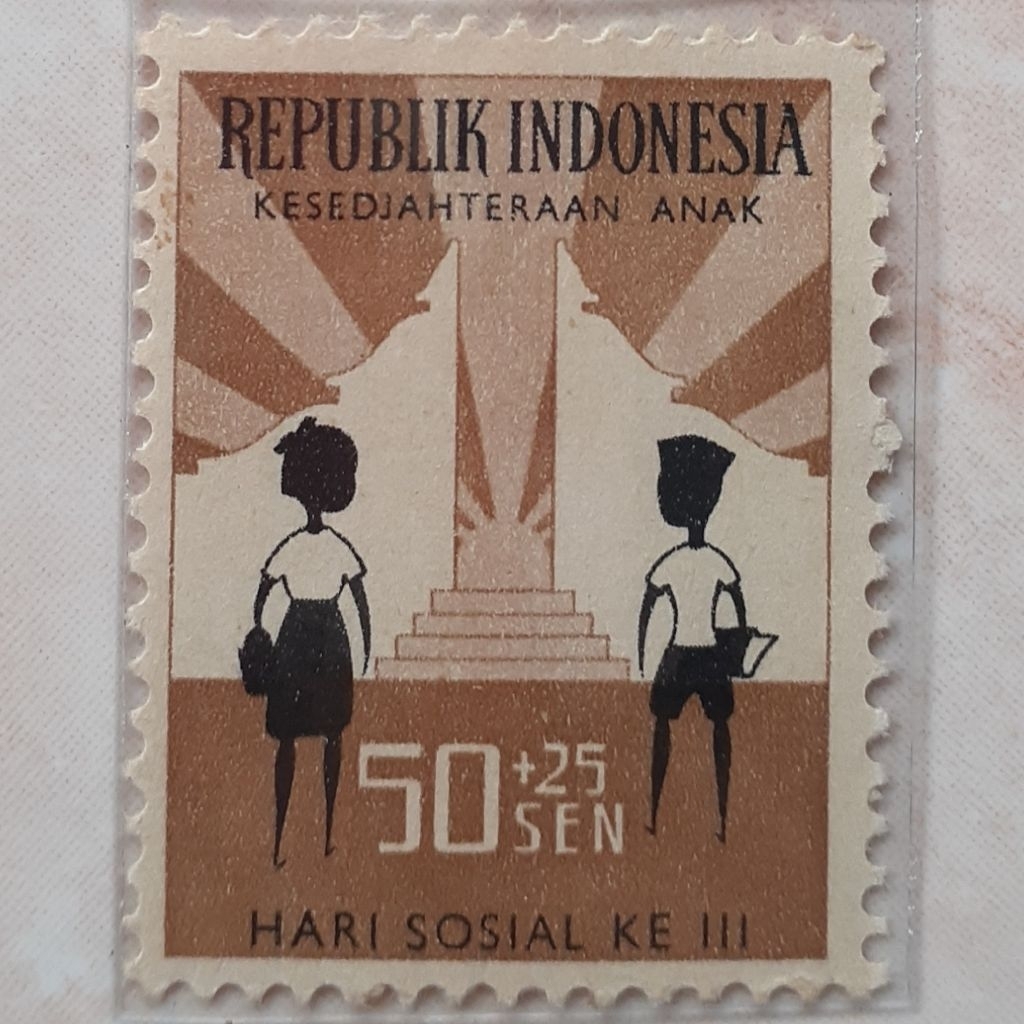 REPUBLIK INDONESIA
KESEDJAHTERAAN ANAK
50 +25
SEN
HARI SOSIAL KE III